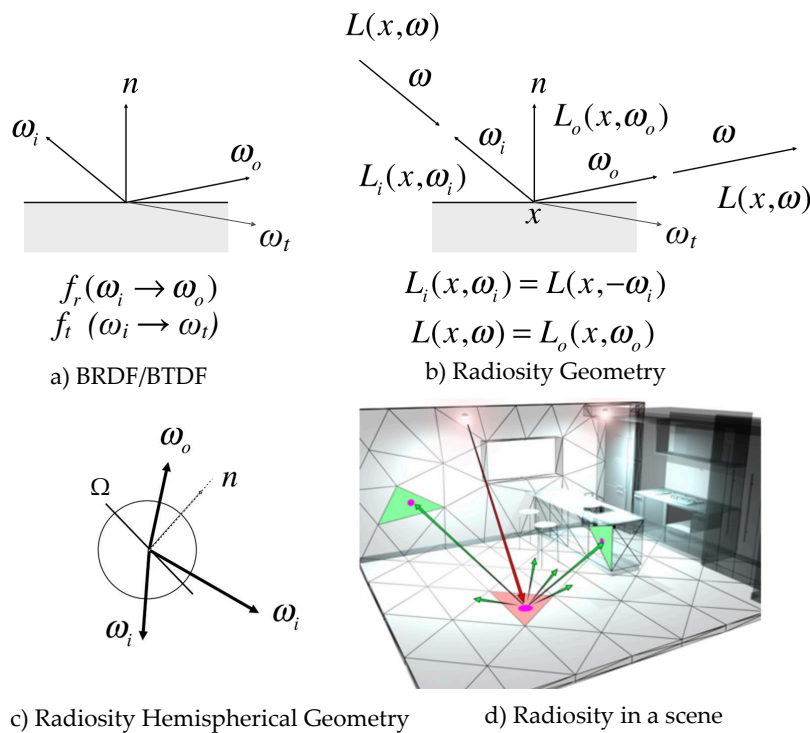 n
ω_i
ω_o
ω_t
f_r(ω_i → ω_o)
f_t (ω_i → ω_t)
a) BRDF/BTDF
L(x,ω)
ω
n
L_o(x,ω_o)
ω_i
ω_o
ω
L_i(x,ω_i)
x
L(x,ω)
ω_t
L_i(x,ω_i) = L(x,-ω_i)
L(x,ω) = L_o(x,ω_o)
b) Radiosity Geometry
ω_o
Ω
n
ω_i
ω_i
c) Radiosity Hemispherical Geometry
d) Radiosity in a scene